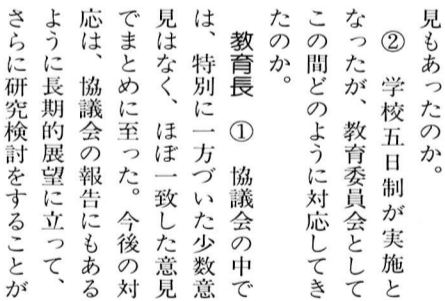 見もあったのか。
② 学校五日制が実施と
なったが、教育委員会として
この間どのように対応してき
たのか。
教育長 ① 協議会の中で
は、特別に一方づいた少数意
見はなく、ほぼ一致した意見
でまとめに至った。今後の対
応は、協議会の報告にもある
ように長期的展望に立って、
さらに研究検討をすることが